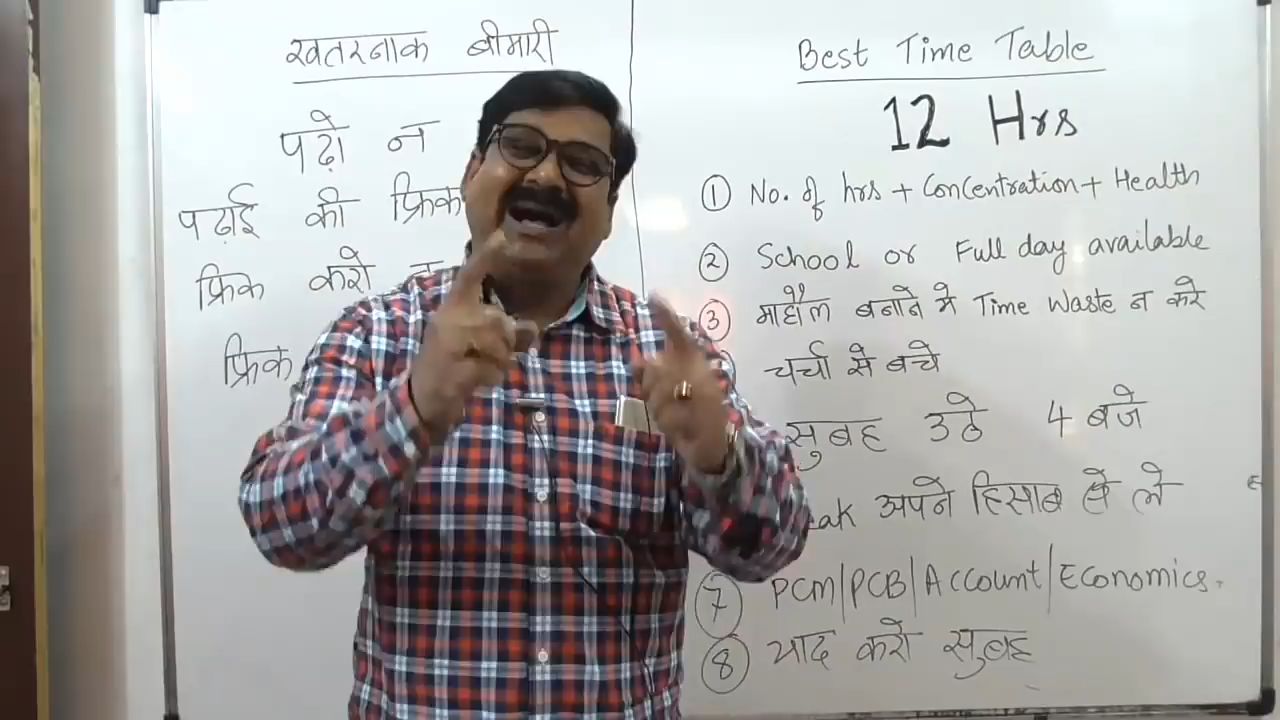 खतरनाक बीमारी
पढ़ो न
पढ़ाई की फ्रिक
फ्रिक करो न
फ्रिक
Best Time Table
12 Hrs
① No. of hrs + Concentration + Health
② School or Full day available
③ माहौल बनाने मे Time Waste न करे
चर्चा से बचे
सुबह उठे 4 बजे
eak अपने हिसाब से ले
⑦ PCM|PCB|Account|Economics.
⑧ याद करो सुबह